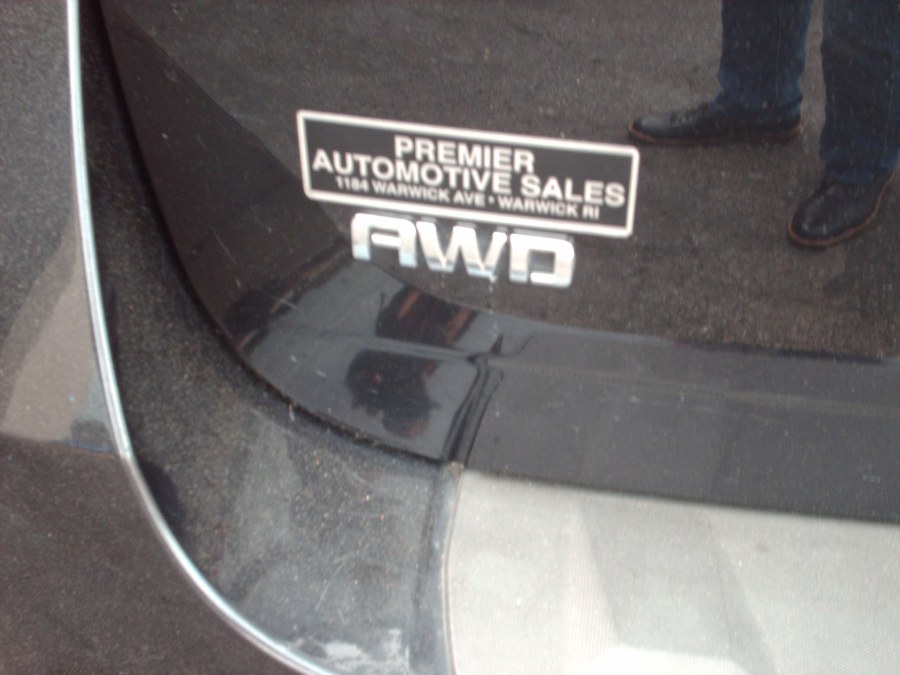 PREMIER
AUTOMOTIVE SALES
1184 WARWICK AVE • WARWICK RI
AWD